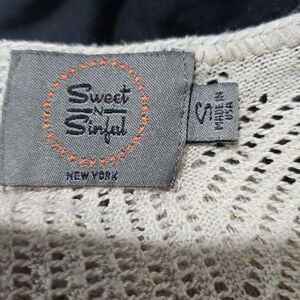 Sweet
N
Sinful
NEW YORK
S
MADE IN
USA